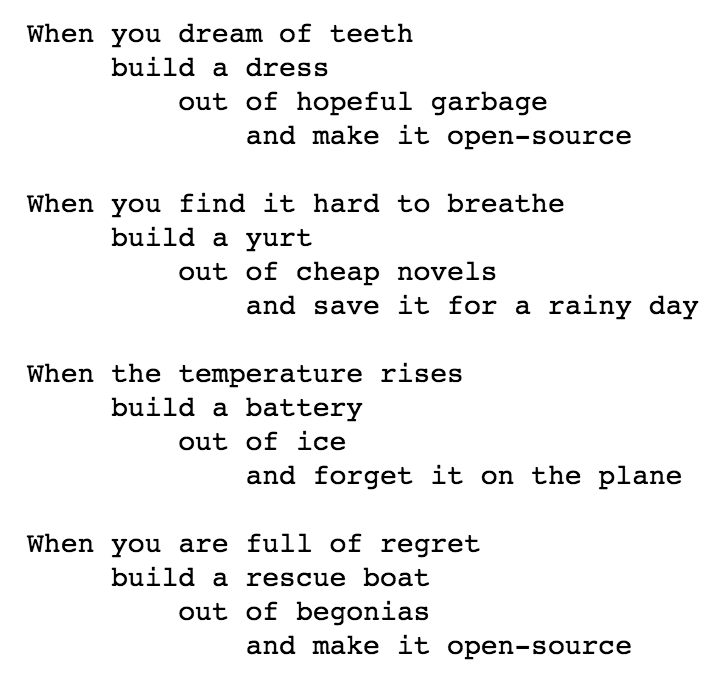 When you dream of teeth
build a dress
out of hopeful garbage
and make it open-source
When you find it hard to breathe
build a yurt
out of cheap novels
and save it for a rainy day
When the temperature rises
build a battery
out of ice
and forget it on the plane
When you are full of regret
build a rescue boat
out of begonias
and make it open-source